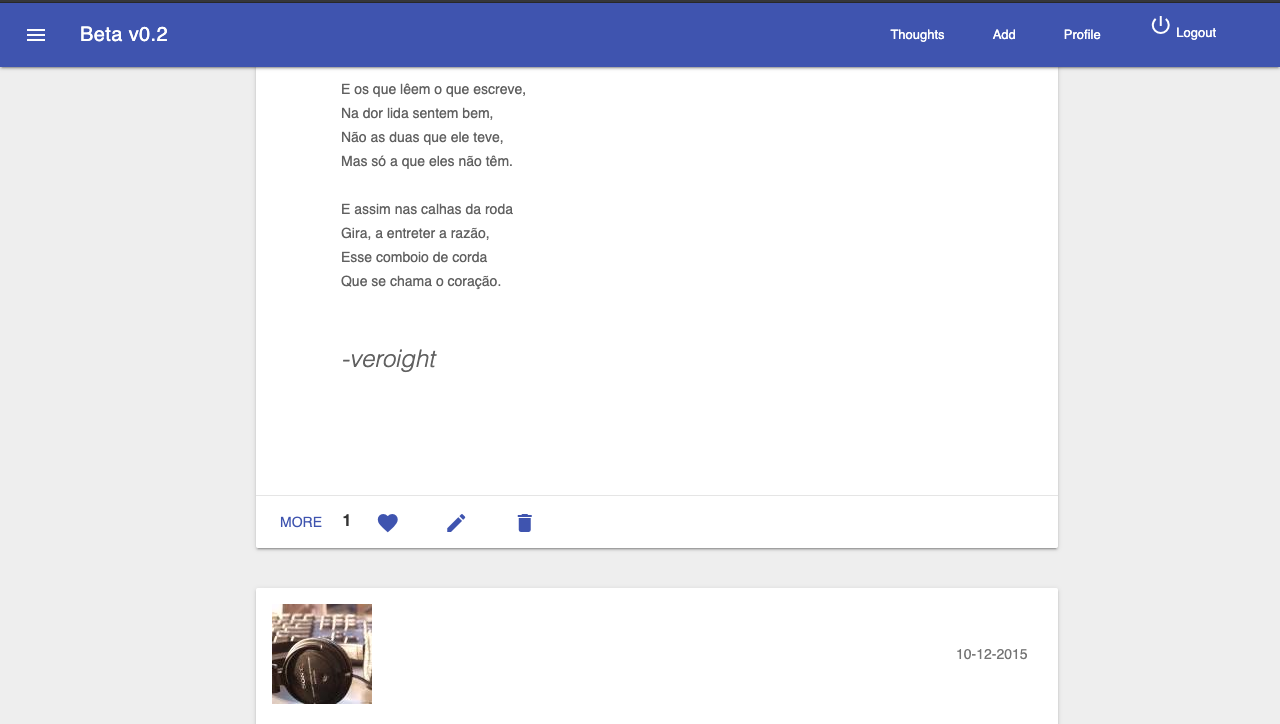 Beta v0.2
Thoughts
Add
Profile
Logout
E os que lêem o que escreve,
Na dor lida sentem bem,
Não as duas que ele teve,
Mas só a que eles não têm.
E assim nas calhas da roda
Gira, a entreter a razão,
Esse comboio de corda
Que se chama o coração.
-veroight
MORE 1
10-12-2015